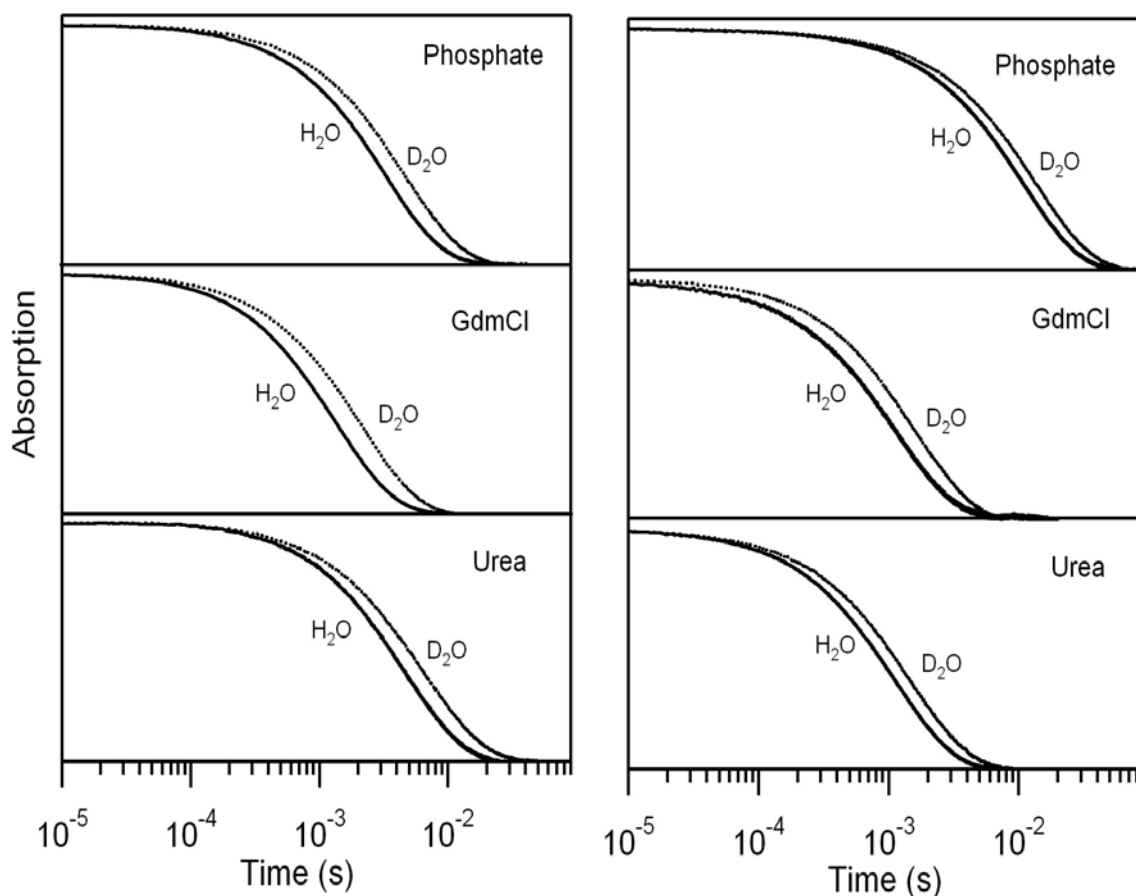 Absorption
Phosphate
H₂O
D₂O
GdmCl
H₂O
D₂O
Urea
H₂O
D₂O
10⁻⁵ 10⁻⁴ 10⁻³ 10⁻²
Time (s)
Phosphate
H₂O
D₂O
GdmCl
H₂O
D₂O
Urea
H₂O
D₂O
10⁻⁵ 10⁻⁴ 10⁻³ 10⁻²
Time (s)